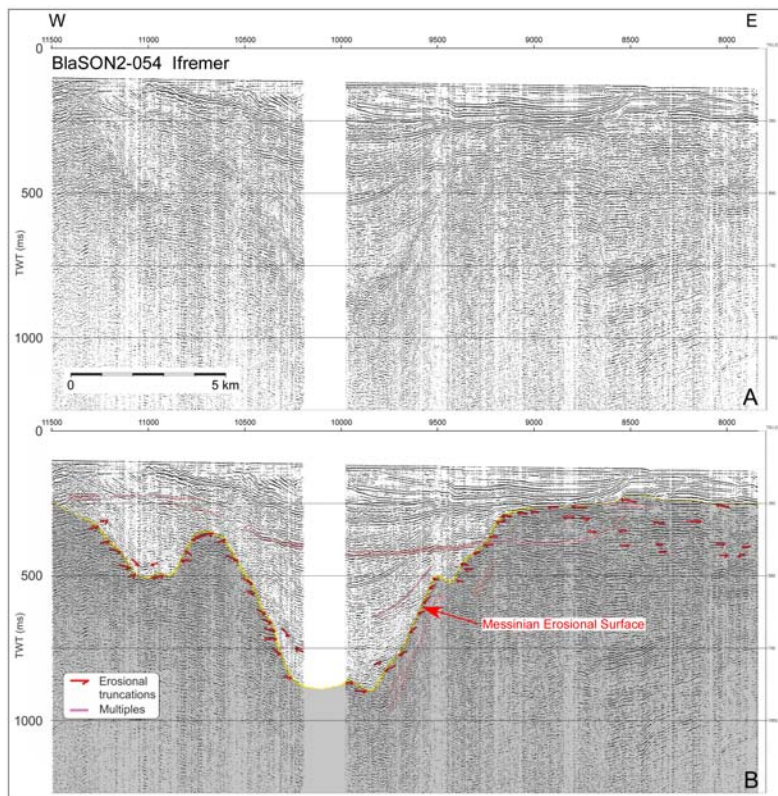 W E
11500 11000 10500 10000 9500 9000 8500 8000
0
BlaSON2-054 Ifremer
500
TWT (ms)
1000
0 5 km
A
11500 11000 10500 10000 9500 9000 8500 8000
0
500
Messinian Erosional Surface
TWT (ms)
Erosional
truncations
Multiples
1000
B